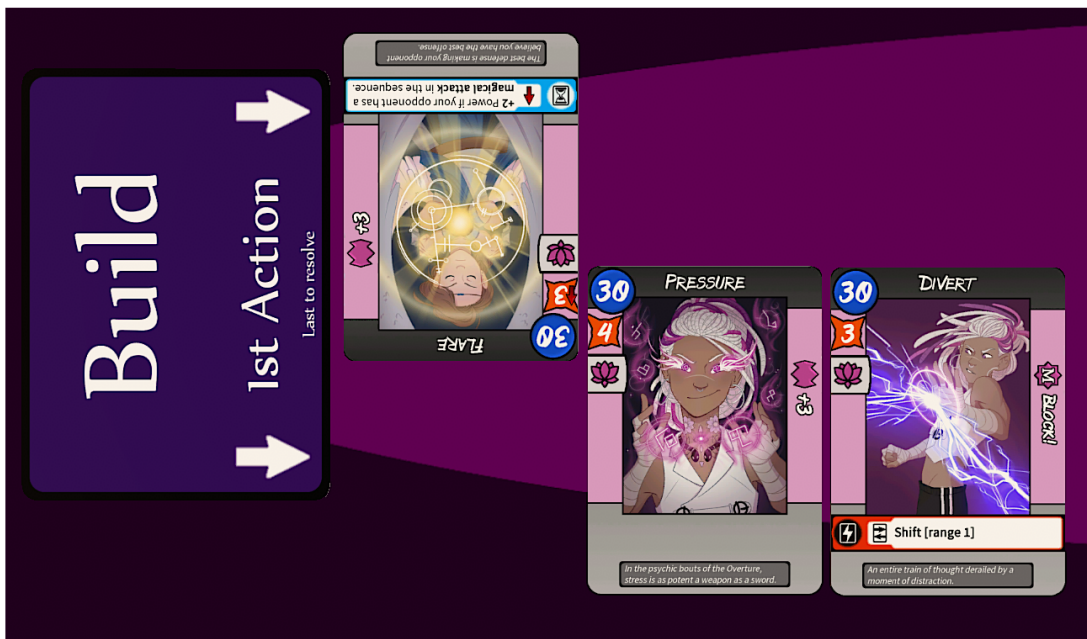 Build
1st Action
Last to resolve
FLARE
30
3
+3
+2 Power if your opponent has a
magical attack in the sequence.
The best defense is making your opponent
believe you have the best offense.
PRESSURE
30
4
+3
In the psychic bouts of the Overture,
stress is as potent a weapon as a sword.
DIVERT
30
3
M BLOCK!
Shift [range 1]
An entire train of thought derailed by a
moment of distraction.